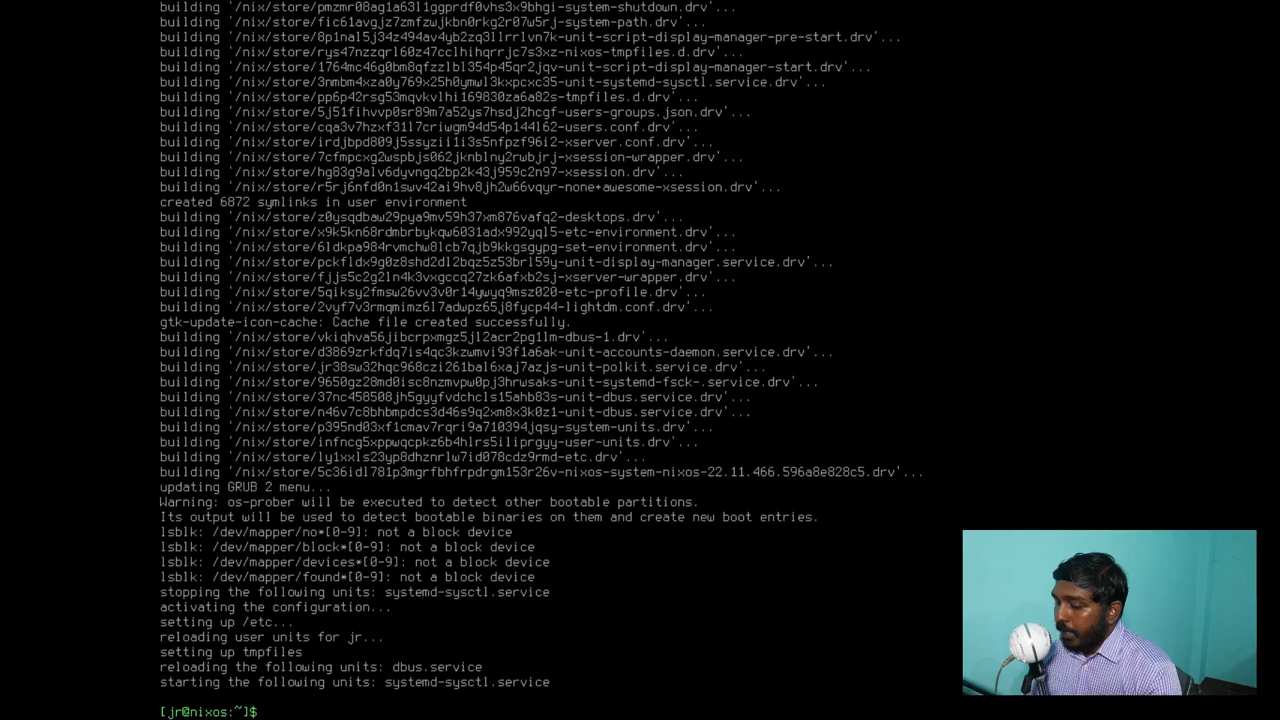 building '/nix/store/pmzmr08ag1a63l1ggprdf0vhs3x9bhgi-system-shutdown.drv'...
building '/nix/store/fic61avgjz7zmfzwjkbn0rkg2r07w5rj-system-path.drv'...
building '/nix/store/8p1nal5j34z494av4yb2zq3llrrlvn7k-unit-script-display-manager-pre-start.drv'...
building '/nix/store/rys47nzzqrl60z47cclhihqrrjc7s3xz-nixos-tmpfiles.d.drv'...
building '/nix/store/1764mc46g0bm8qfzzlbl354p45qr2jqv-unit-script-display-manager-start.drv'...
building '/nix/store/3nmbm4xza0y769x25h0ymwl3kxpcxc35-unit-systemd-sysctl.service.drv'...
building '/nix/store/pp6p42rsg53mqvkvlhi169830za6a82s-tmpfiles.d.drv'...
building '/nix/store/5j51fihvvp0sr89m7a52ys7hsdj2hcgf-users-groups.json.drv'...
building '/nix/store/cqa3v7hzxf31l7criwgm94d54p144l62-users.conf.drv'...
building '/nix/store/irdjbpd809j5ssyzii1i3s5nfpzf96i2-xserver.conf.drv'...
building '/nix/store/7cfmpcxg2wspbjs062jknblny2rwbjrj-xsession-wrapper.drv'...
building '/nix/store/hg83g9alv6dyvngq2bp2k43j959c2n97-xsession.drv'...
building '/nix/store/r5rj6nfd0n1swv42ai9hv8jh2w66vqyr-none+awesome-xsession.drv'...
created 6872 symlinks in user environment
building '/nix/store/z0ysqdbaw29pya9mv59h37xm876vafq2-desktops.drv'...
building '/nix/store/x9k5kn68rdmbrbykqw6031adx992yql5-etc-environment.drv'...
building '/nix/store/6ldkpa984rvmchw8lcb7qjb9kkgsgypg-set-environment.drv'...
building '/nix/store/pckfldx9g0z8shd2dl2bqz5z53brl59y-unit-display-manager.service.drv'...
building '/nix/store/fjjs5c2g2ln4k3vxgccq27zk6afxb2sj-xserver-wrapper.drv'...
building '/nix/store/5qiksy2fmsw26vv3v0r14ywyq9msz020-etc-profile.drv'...
building '/nix/store/2vyf7v3rmqmimz6l7adwpz65j8fycp44-lightdm.conf.drv'...
gtk-update-icon-cache: Cache file created successfully.
building '/nix/store/vkiqhva56jibcrpxmgz5jl2acr2pg1lm-dbus-1.drv'...
building '/nix/store/d3869zrkfdq7is4qc3kzwmvi93f1a6ak-unit-accounts-daemon.service.drv'...
building '/nix/store/jr38sw32hqc968czi261bal6xaj7azjs-unit-polkit.service.drv'...
building '/nix/store/9650gz28md0isc8nzmvpw0pj3hrwsaks-unit-systemd-fsck-.service.drv'...
building '/nix/store/37nc458508jh5gyyfvdchcls15ahb83s-unit-dbus.service.drv'...
building '/nix/store/n46v7c8bhbmpdcs3d46s9q2xm8x3k0z1-unit-dbus.service.drv'...
building '/nix/store/p395nd03xf1cmav7rqri9a710394jqsy-system-units.drv'...
building '/nix/store/infncg5xppwqcpkz6b4hlrs5iliprgyy-user-units.drv'...
building '/nix/store/ly1xxls23yp8dhznrlw7id078cdz9rmd-etc.drv'...
building '/nix/store/5c36idl781p3mgrfbhfrpdrgm153r26v-nixos-system-nixos-22.11.466.596a8e828c5.drv'...
updating GRUB 2 menu...
Warning: os-prober will be executed to detect other bootable partitions.
Its output will be used to detect bootable binaries on them and create new boot entries.
lsblk: /dev/mapper/no*[0-9]: not a block device
lsblk: /dev/mapper/block*[0-9]: not a block device
lsblk: /dev/mapper/devices*[0-9]: not a block device
lsblk: /dev/mapper/found*[0-9]: not a block device
stopping the following units: systemd-sysctl.service
activating the configuration...
setting up /etc...
reloading user units for jr...
setting up tmpfiles
reloading the following units: dbus.service
starting the following units: systemd-sysctl.service
[jr@nixos:~]$